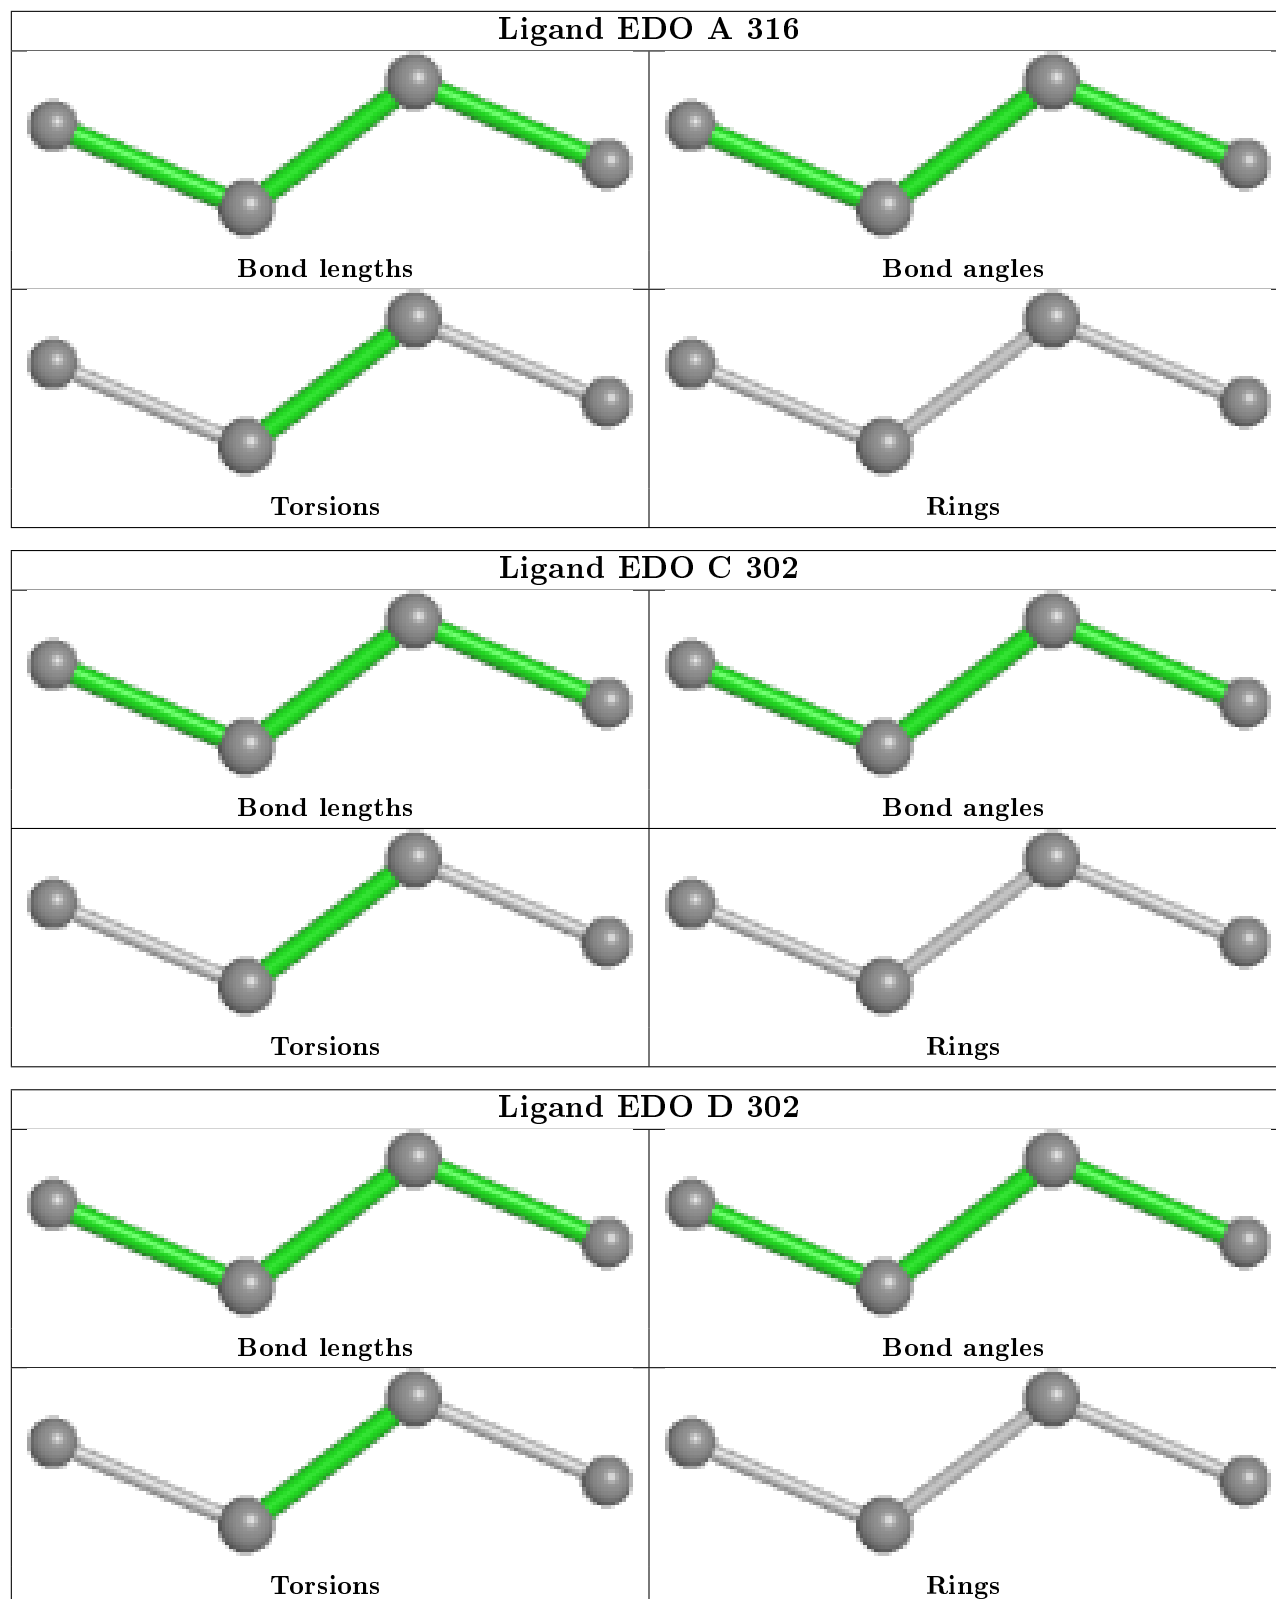 Ligand EDO A 316
Bond lengths
Bond angles
Torsions
Rings
Ligand EDO C 302
Bond lengths
Bond angles
Torsions
Rings
Ligand EDO D 302
Bond lengths
Bond angles
Torsions
Rings